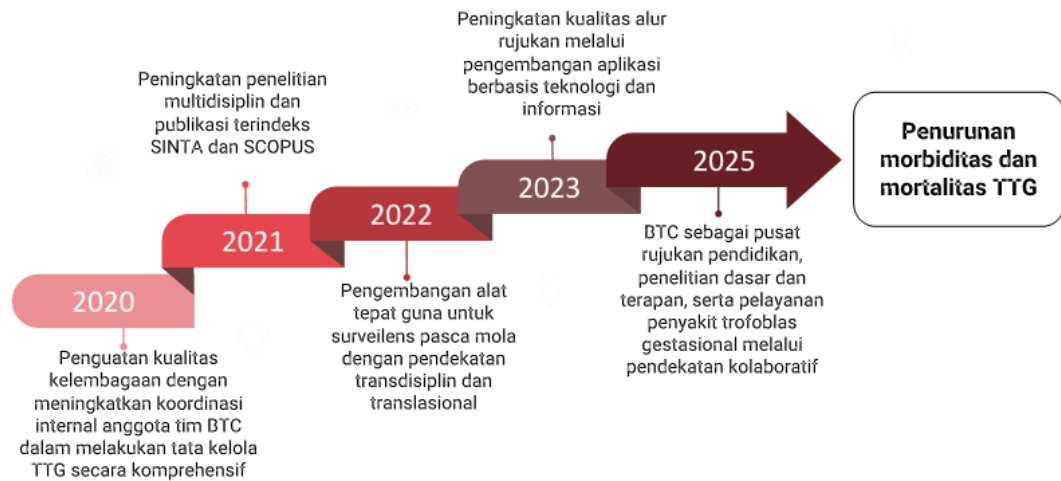 2020
Penguatan kualitas
kelembagaan dengan
meningkatkan koordinasi
internal anggota tim BTC
dalam melakukan tata kelola
TTG secara komprehensif
Peningkatan penelitian
multidisiplin dan
publikasi terindeks
SINTA dan SCOPUS
2021
2022
Pengembangan alat
tepat guna untuk
surveilens pasca mola
dengan pendekatan
transdisiplin dan
translasional
Peningkatan kualitas alur
rujukan melalui
pengembangan aplikasi
berbasis teknologi dan
informasi
2023
2025
BTC sebagai pusat
rujukan pendidikan,
penelitian dasar dan
terapan, serta pelayanan
penyakit trofoblas
gestasional melalui
pendekatan kolaboratif
Penurunan
morbiditas dan
mortalitas TTG